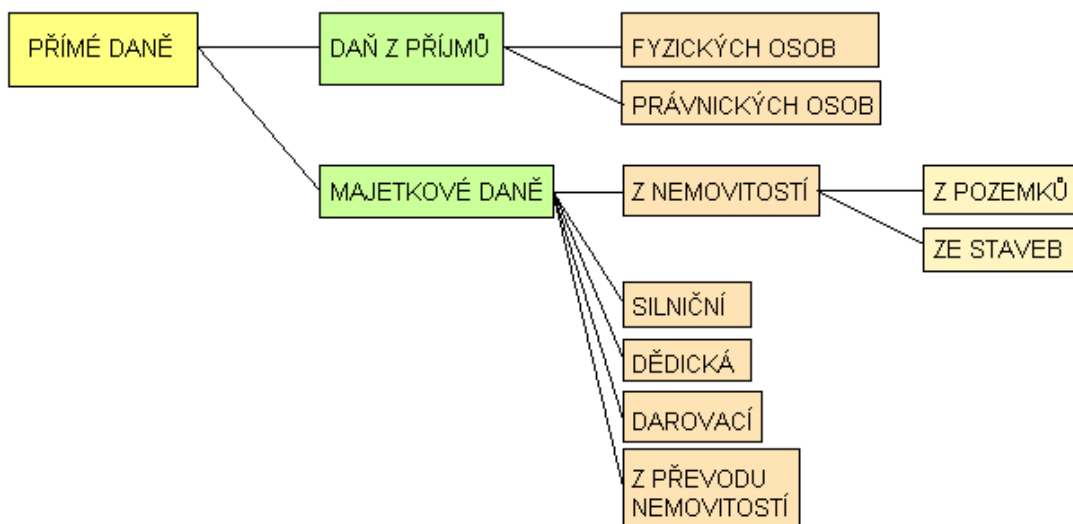 PŘÍMÉ DANĚ
DAŇ Z PŘÍJMŮ
FYZICKÝCH OSOB
PRÁVNICKÝCH OSOB
MAJETKOVÉ DANĚ
Z NEMOVITOSTÍ
Z POZEMKŮ
ZE STAVEB
SILNIČNÍ
DĚDICKÁ
DAROVACÍ
Z PŘEVODU
NEMOVITOSTÍ